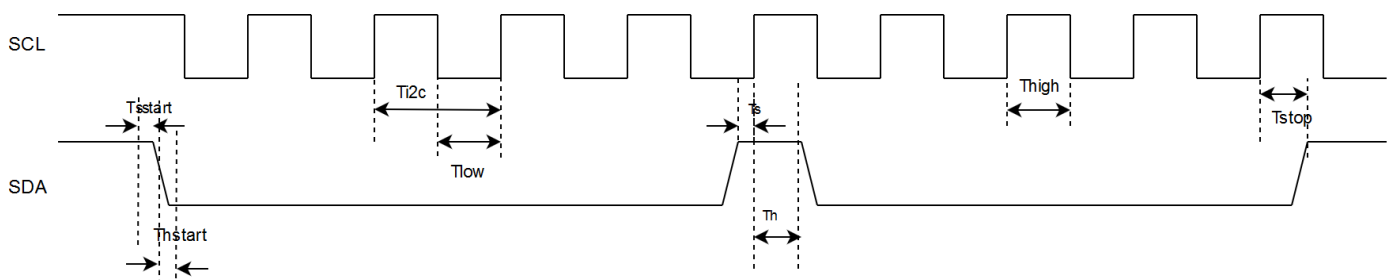 SCL
Ti2c
Thigh
Tsstart
Ts
Tstop
Tlow
SDA
Th
Thstart